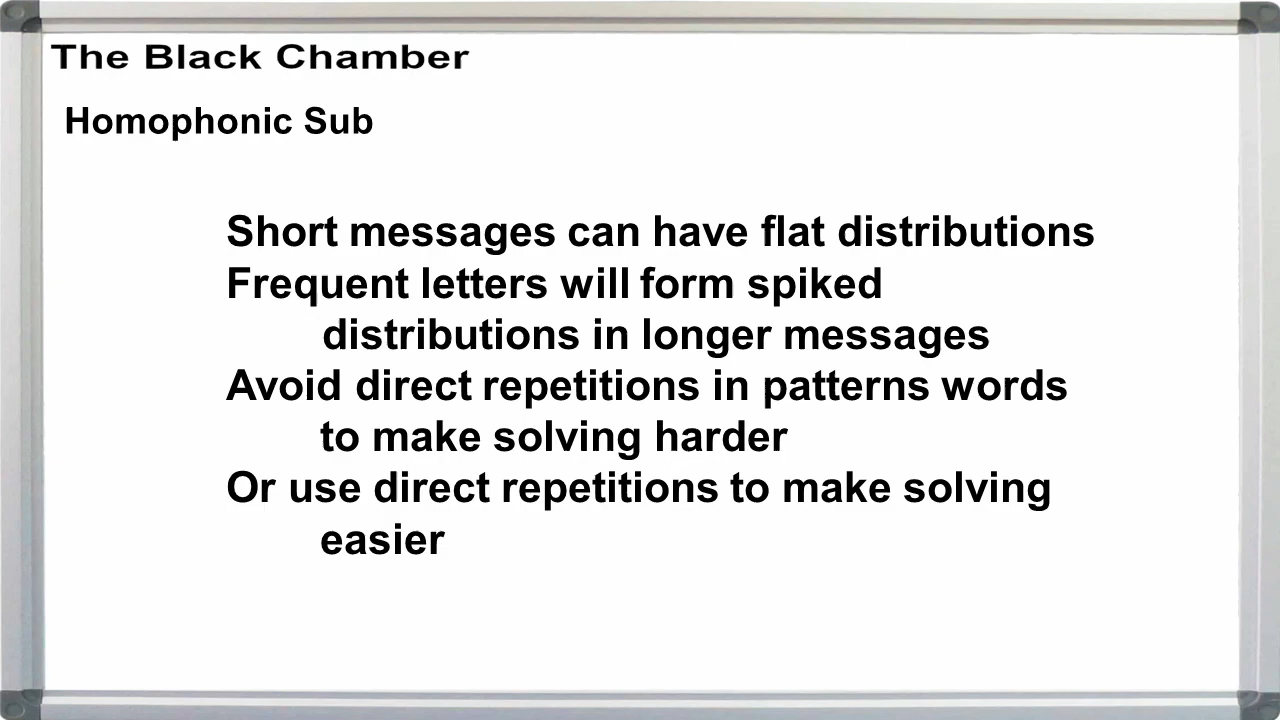 The Black Chamber
Homophonic Sub
Short messages can have flat distributions
Frequent letters will form spiked
distributions in longer messages
Avoid direct repetitions in patterns words
to make solving harder
Or use direct repetitions to make solving
easier